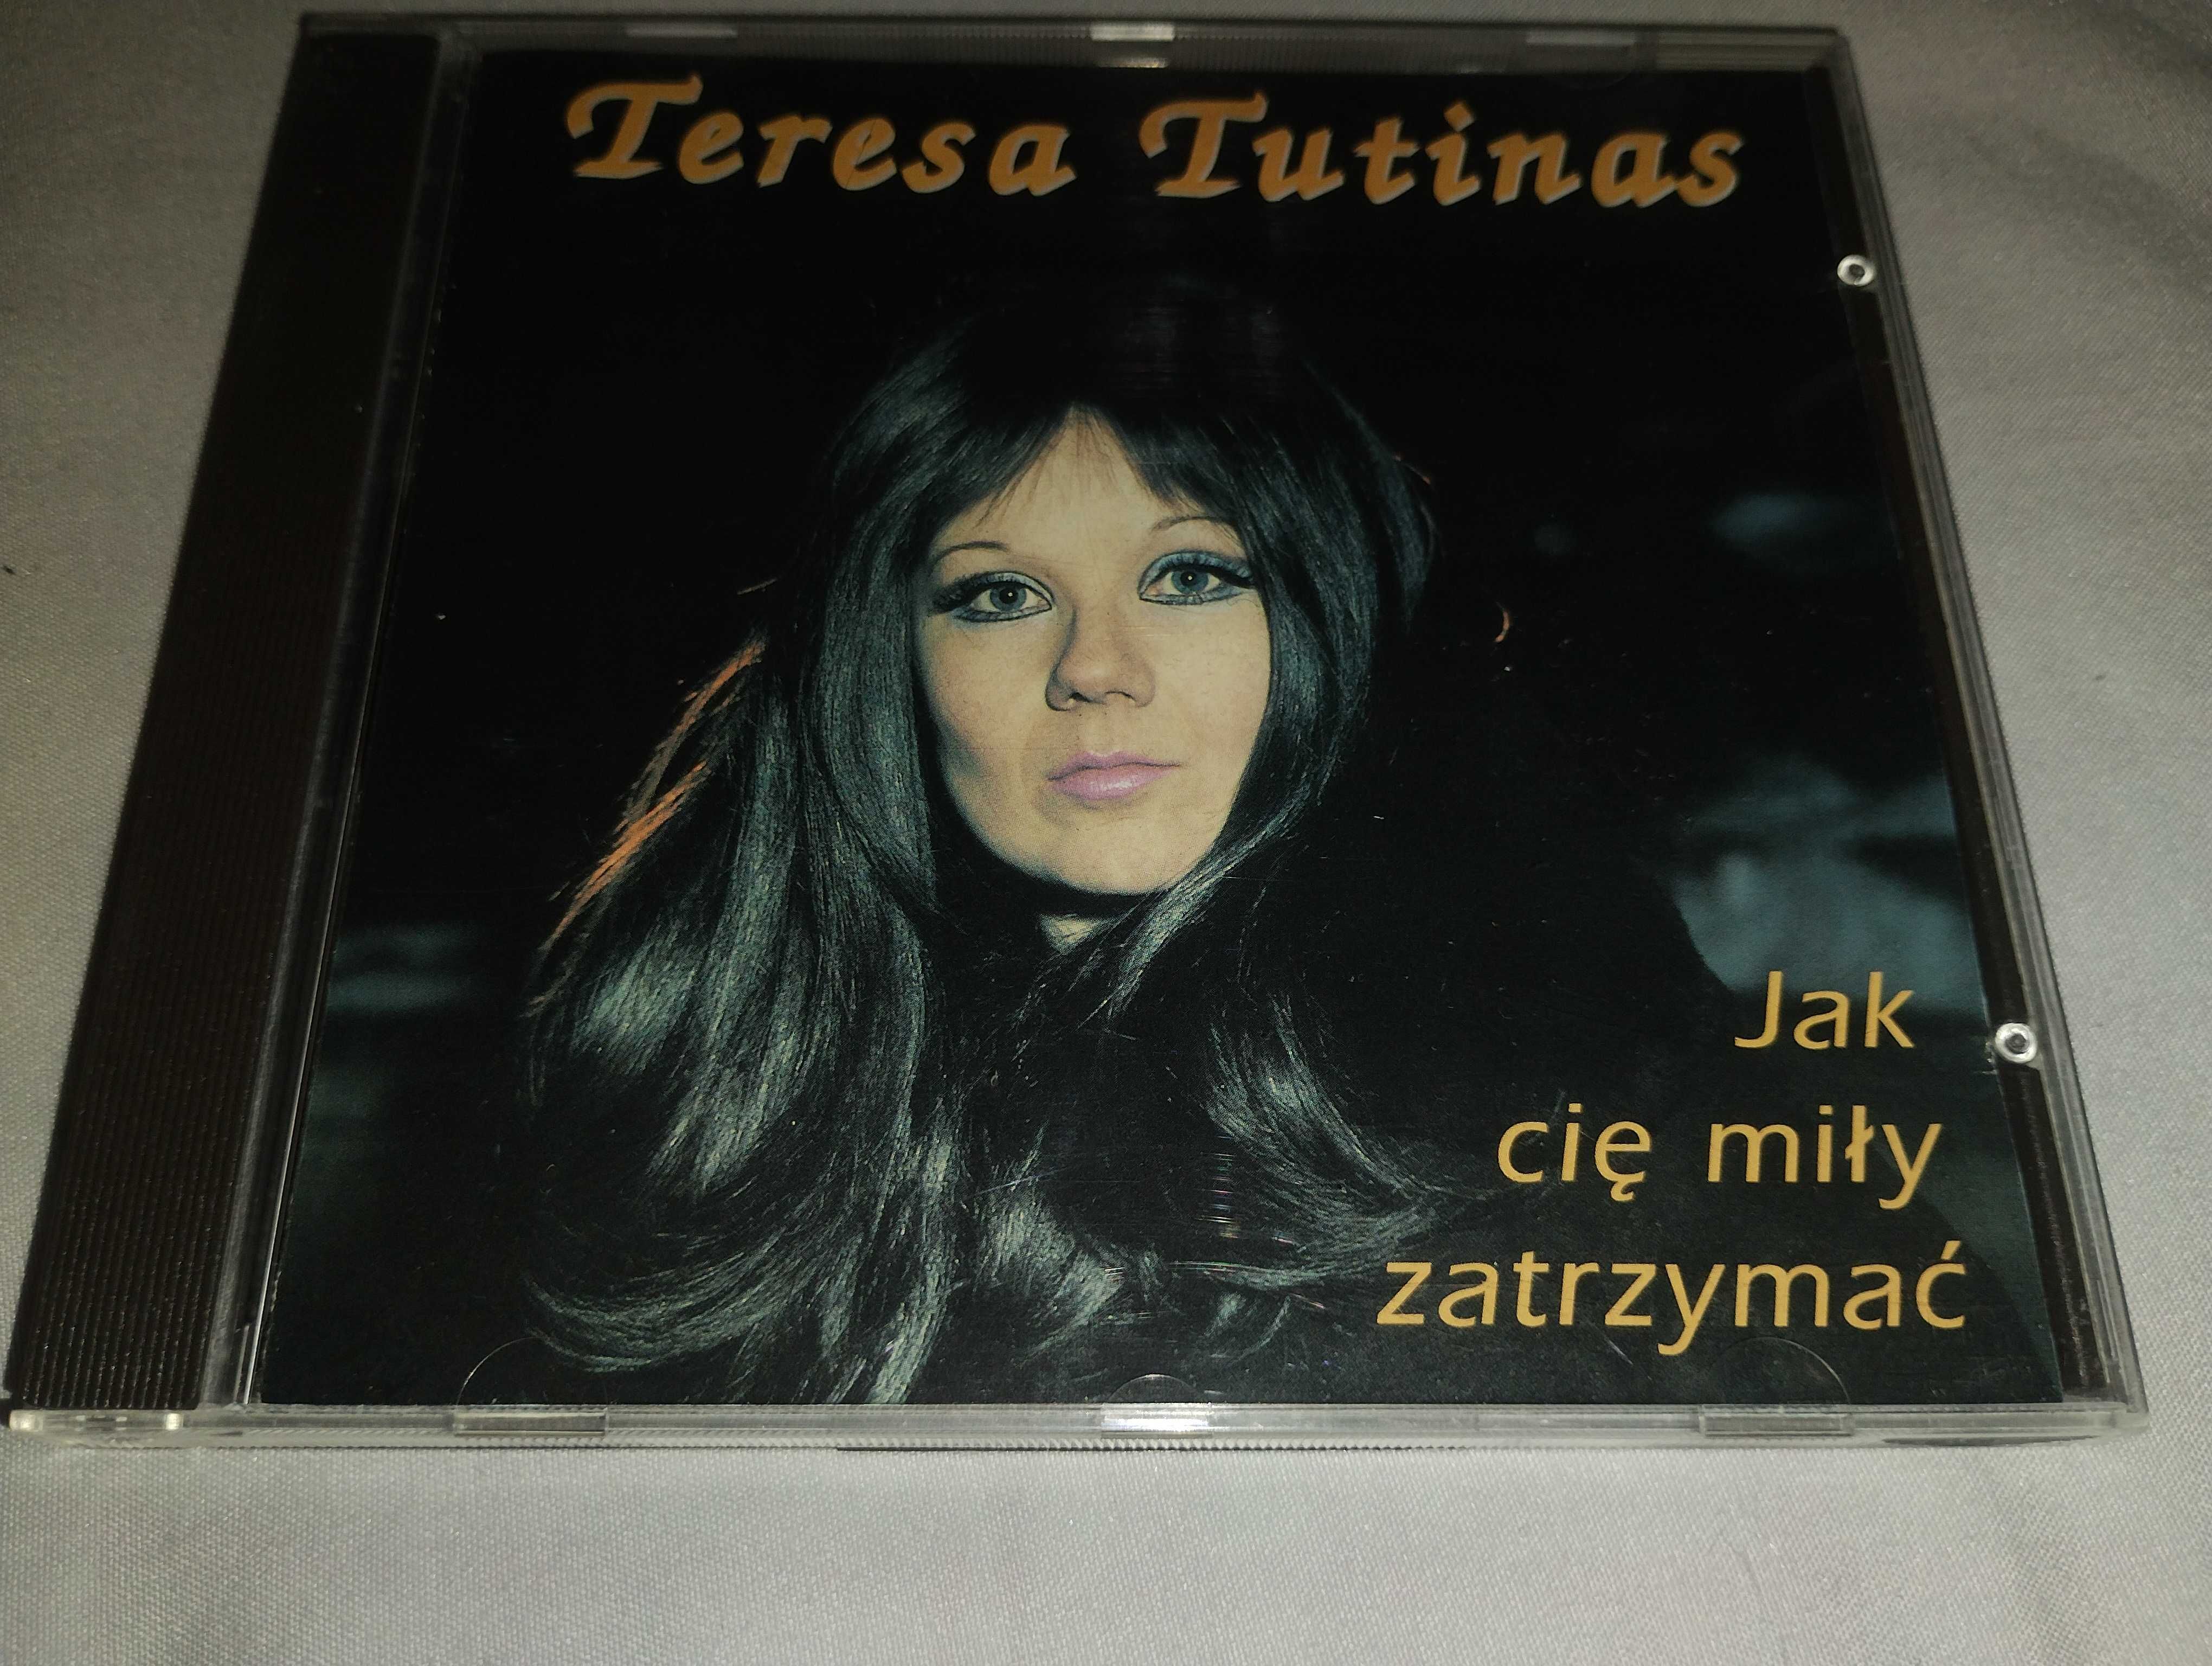 Teresa Tutinas
Jak
cię miły
zatrzymać